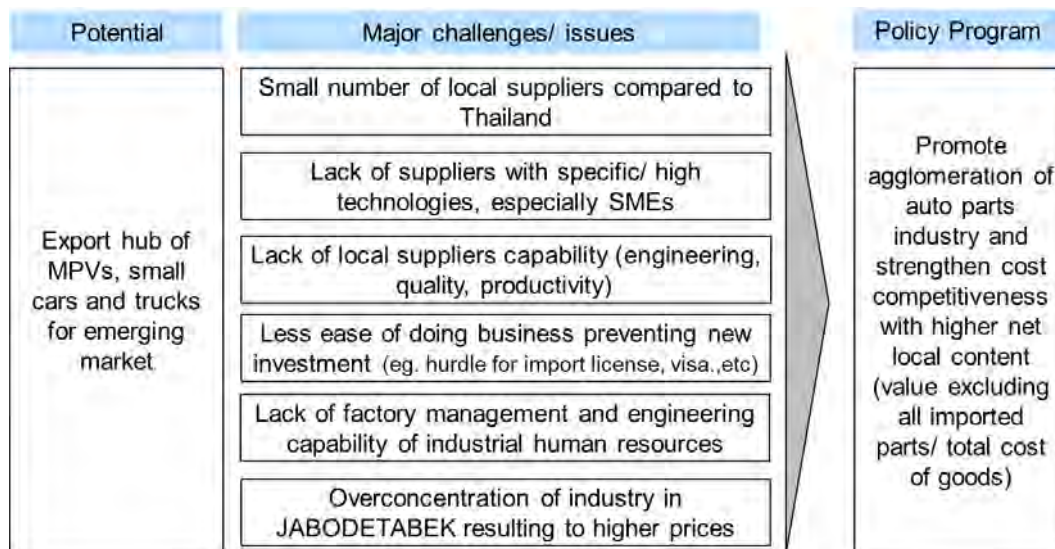 Potential
Major challenges/ issues
Policy Program
Export hub of
MPVs, small
cars and trucks
for emerging
market
Small number of local suppliers compared to
Thailand
Lack of suppliers with specific/ high
technologies, especially SMEs
Lack of local suppliers capability (engineering,
quality, productivity)
Less ease of doing business preventing new
investment (eg. hurdle for import license, visa.,etc)
Lack of factory management and engineering
capability of industrial human resources
Overconcentration of industry in
JABODETABEK resulting to higher prices
Promote
agglomeration of
auto parts
industry and
strengthen cost
competitiveness
with higher net
local content
(value excluding
all imported
parts/ total cost
of goods)